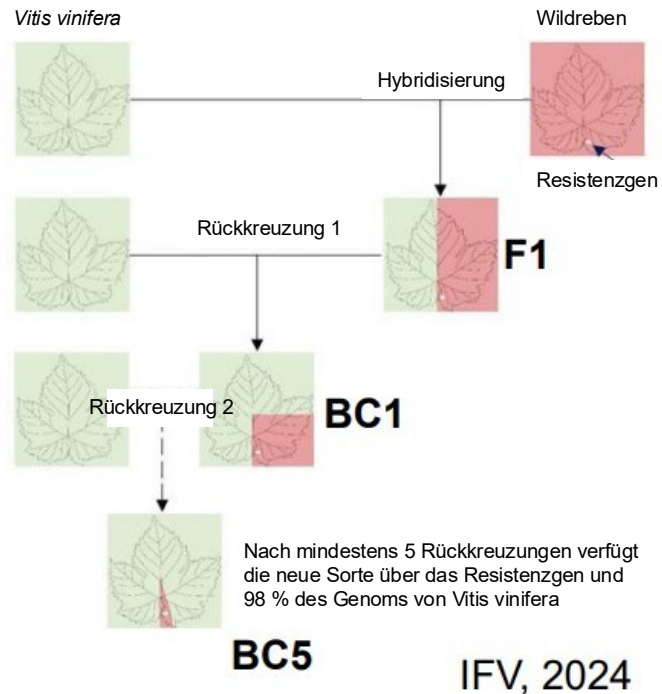 Vitis vinifera
Wildreben
Hybridisierung
Resistenzgen
Rückkreuzung 1
F1
Rückkreuzung 2
BC1
Nach mindestens 5 Rückkreuzungen verfügt
die neue Sorte über das Resistenzgen und
98 % des Genoms von Vitis vinifera
BC5
IFV, 2024